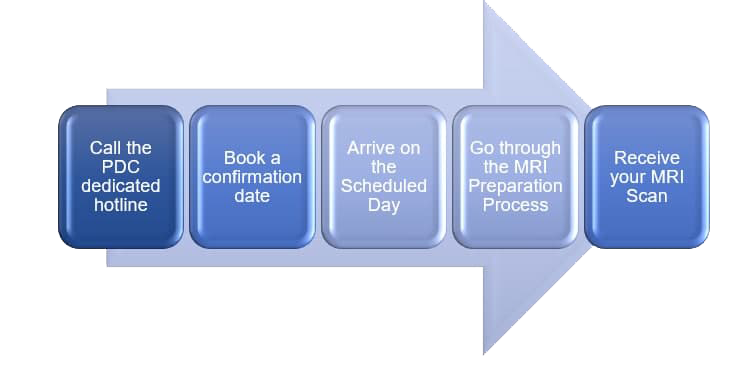 Call the
PDC
dedicated
hotline
Book a
confirmation
date
Arrive on
the
Scheduled
Day
Go through
the MRI
Preparation
Process
Receive
your MRI
Scan